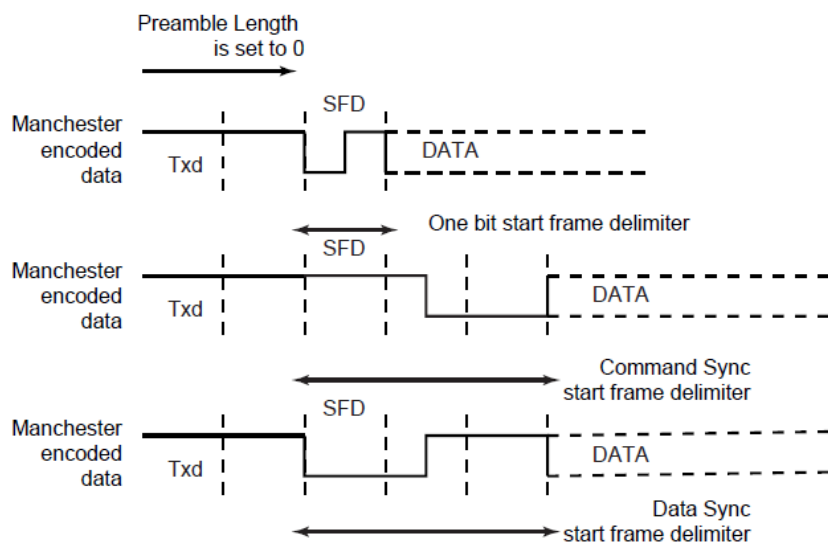 Preamble Length
is set to 0
SFD
Manchester
encoded
data
Txd
DATA
One bit start frame delimiter
SFD
Manchester
encoded
data
Txd
DATA
Command Sync
start frame delimiter
SFD
Manchester
encoded
data
Txd
DATA
Data Sync
start frame delimiter